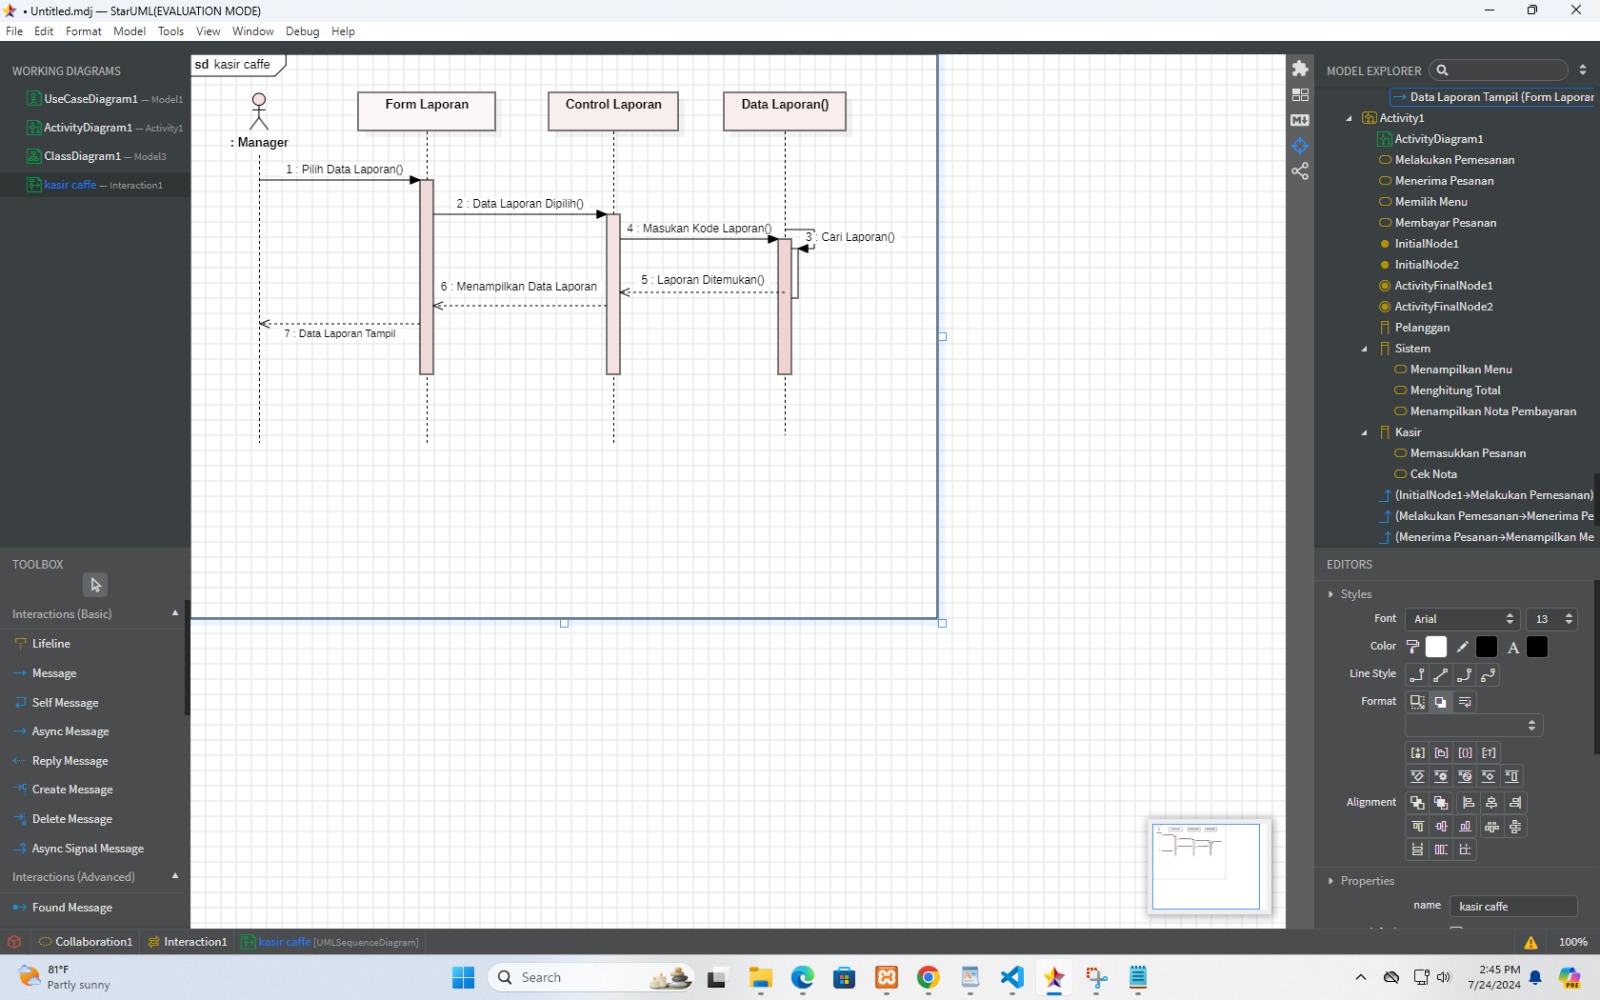 • Untitled.mdj — StarUML(EVALUATION MODE)
File Edit Format Model Tools View Window Debug Help
WORKING DIAGRAMS
UseCaseDiagram1 — Model1
ActivityDiagram1 — Activity1
ClassDiagram1 — Model3
kasir caffe — Interaction1
TOOLBOX
Interactions (Basic)
Lifeline
Message
Self Message
Async Message
Reply Message
Create Message
Delete Message
Async Signal Message
Interactions (Advanced)
Found Message
sd kasir caffe
: Manager
Form Laporan
Control Laporan
Data Laporan()
1 : Pilih Data Laporan()
2 : Data Laporan Dipilih()
4 : Masukan Kode Laporan()
3 : Cari Laporan()
5 : Laporan Ditemukan()
6 : Menampilkan Data Laporan
7 : Data Laporan Tampil
MODEL EXPLORER
Data Laporan Tampil (Form Laporar
Activity1
ActivityDiagram1
Melakukan Pemesanan
Menerima Pesanan
Memilih Menu
Membayar Pesanan
InitialNode1
InitialNode2
ActivityFinalNode1
ActivityFinalNode2
Pelanggan
Sistem
Menampilkan Menu
Menghitung Total
Menampilkan Nota Pembayaran
Kasir
Memasukkan Pesanan
Cek Nota
(InitialNode1→Melakukan Pemesanan)
(Melakukan Pemesanan→Menerima Pe
(Menerima Pesanan→Menampilkan Me
EDITORS
Styles
Font Arial 13
Color A
Line Style
Format
Alignment
Properties
name kasir caffe
Collaboration1 Interaction1 kasir caffe [UMLSequenceDiagram] 100%
81°F
Partly sunny
Search
2:45 PM
7/24/2024
PRE